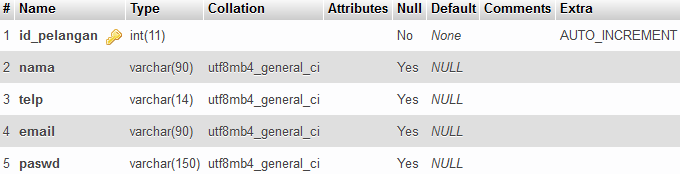 # Name Type Collation Attributes Null Default Comments Extra
1 id_pelangan int(11) No None AUTO_INCREMENT
2 nama varchar(90) utf8mb4_general_ci Yes NULL
3 telp varchar(14) utf8mb4_general_ci Yes NULL
4 email varchar(90) utf8mb4_general_ci Yes NULL
5 paswd varchar(150) utf8mb4_general_ci Yes NULL